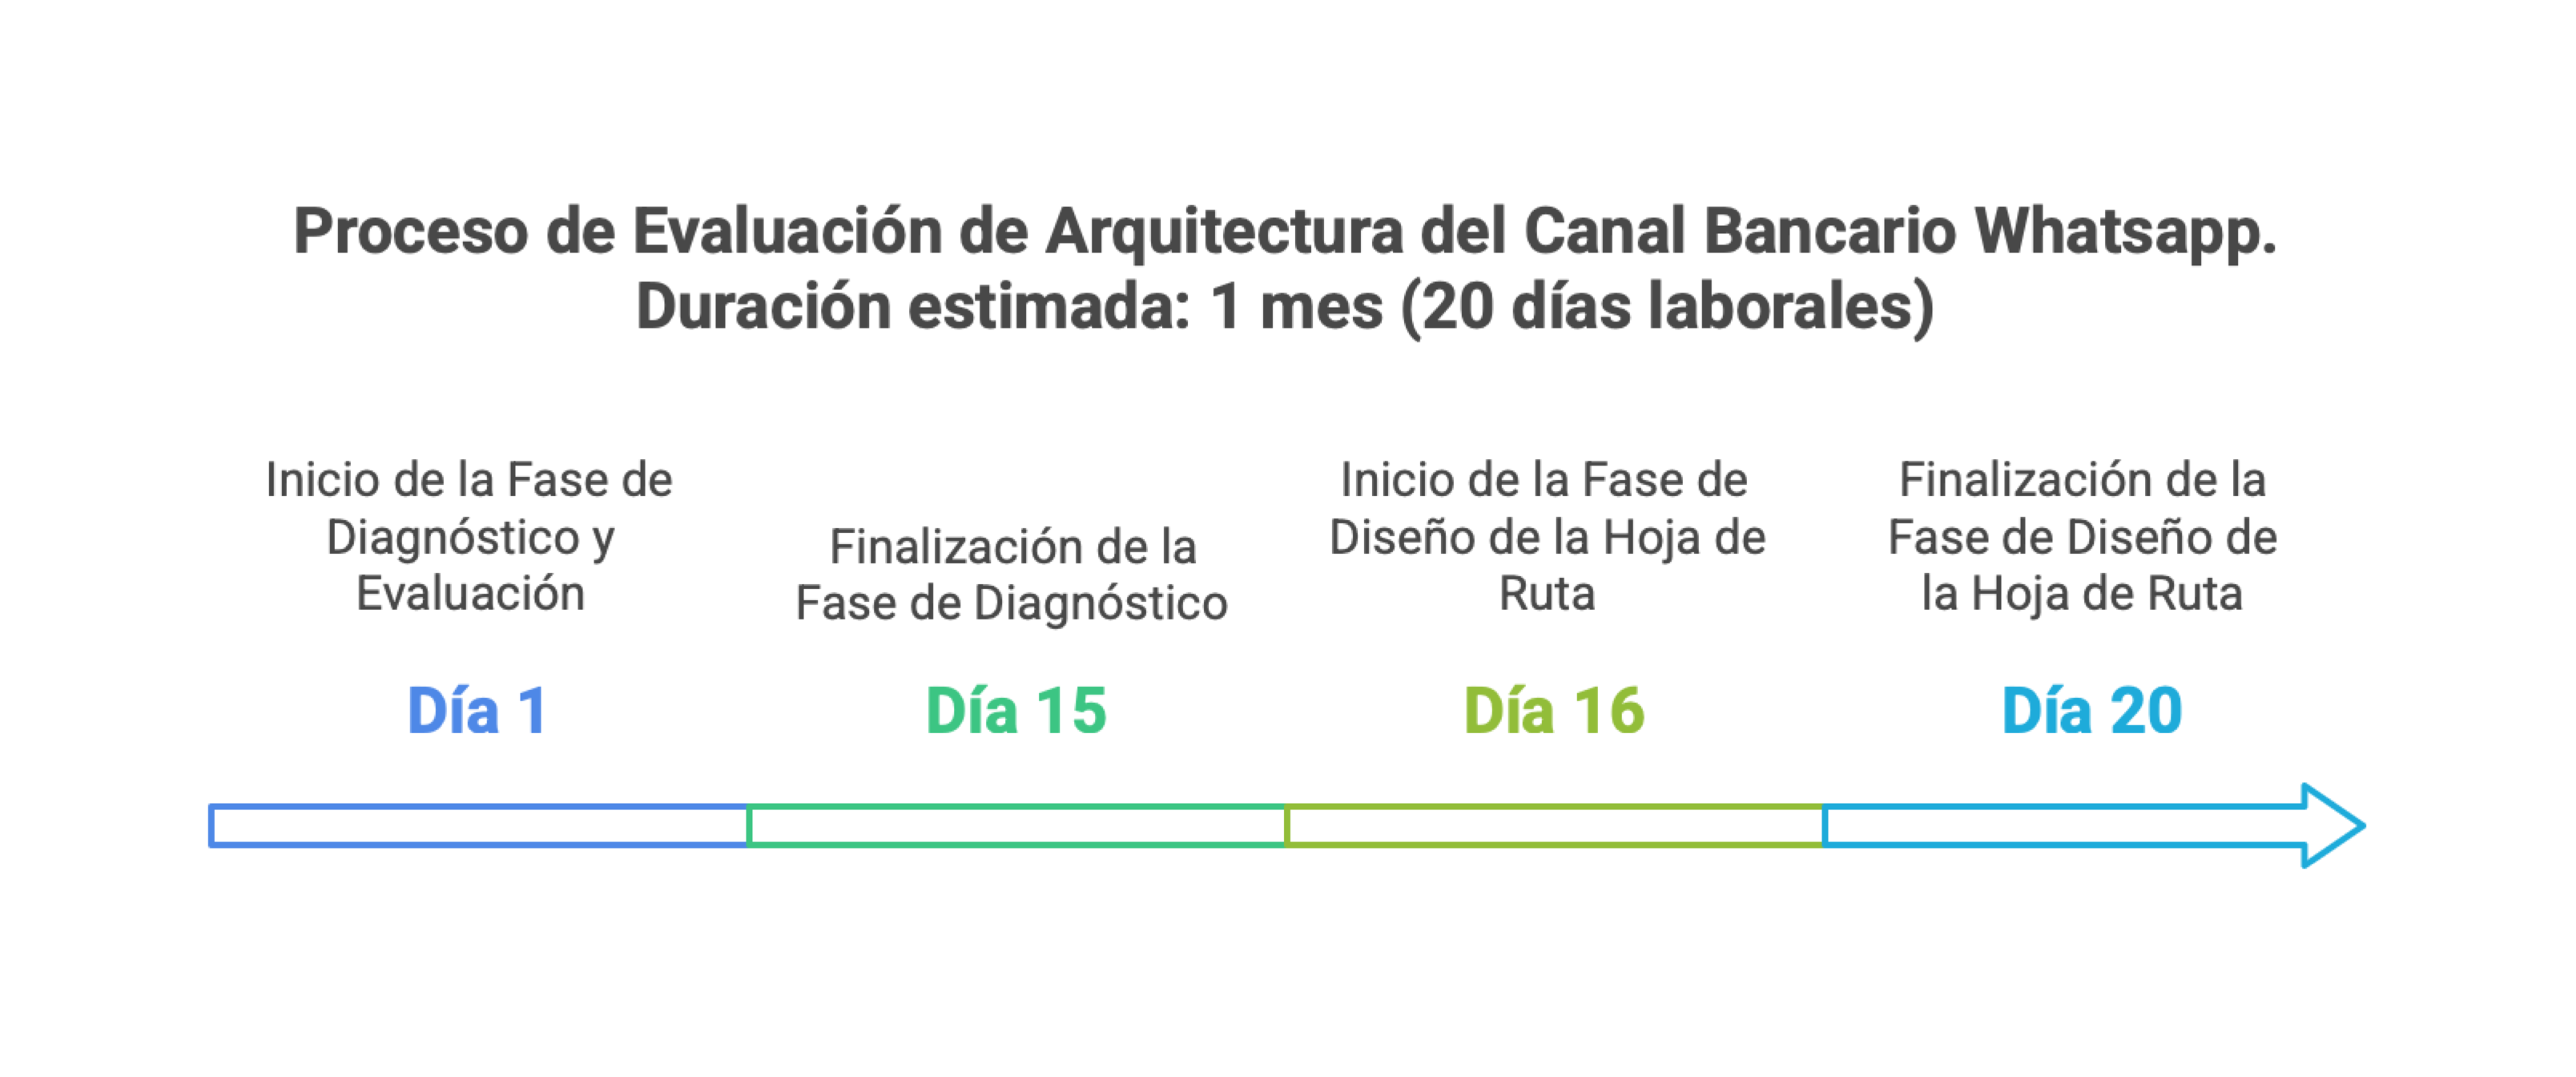 Proceso de Evaluación de Arquitectura del Canal Bancario Whatsapp.
Duración estimada: 1 mes (20 días laborales)
Inicio de la Fase de
Diagnóstico y
Evaluación
Día 1
Finalización de la
Fase de Diagnóstico
Día 15
Inicio de la Fase de
Diseño de la Hoja de
Ruta
Día 16
Finalización de la
Fase de Diseño de
la Hoja de Ruta
Día 20